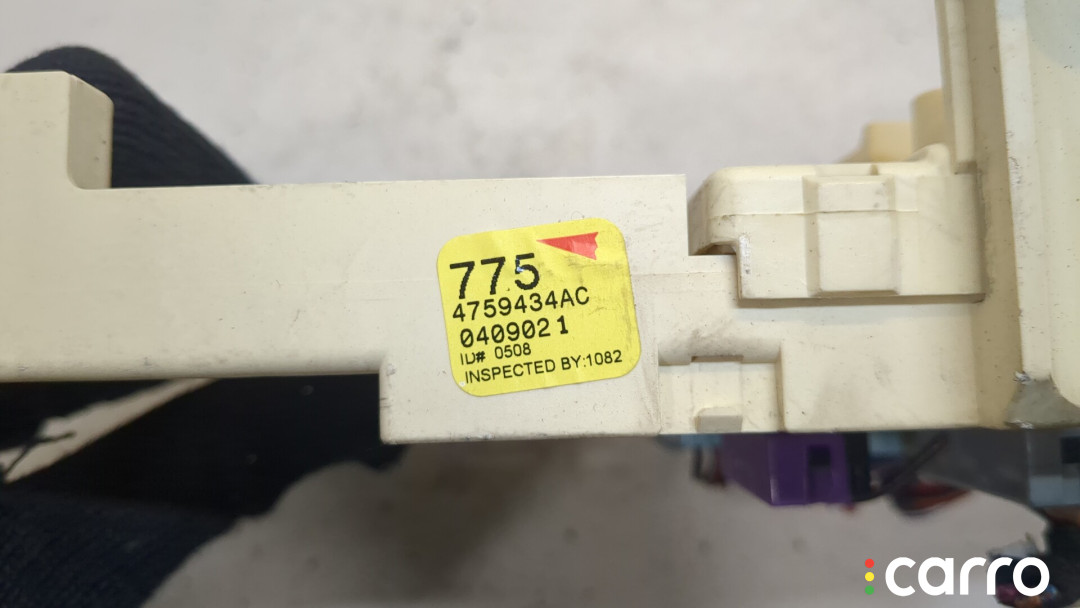 775
4759434AC
0409021
ID# 0508
INSPECTED BY:1082
carro